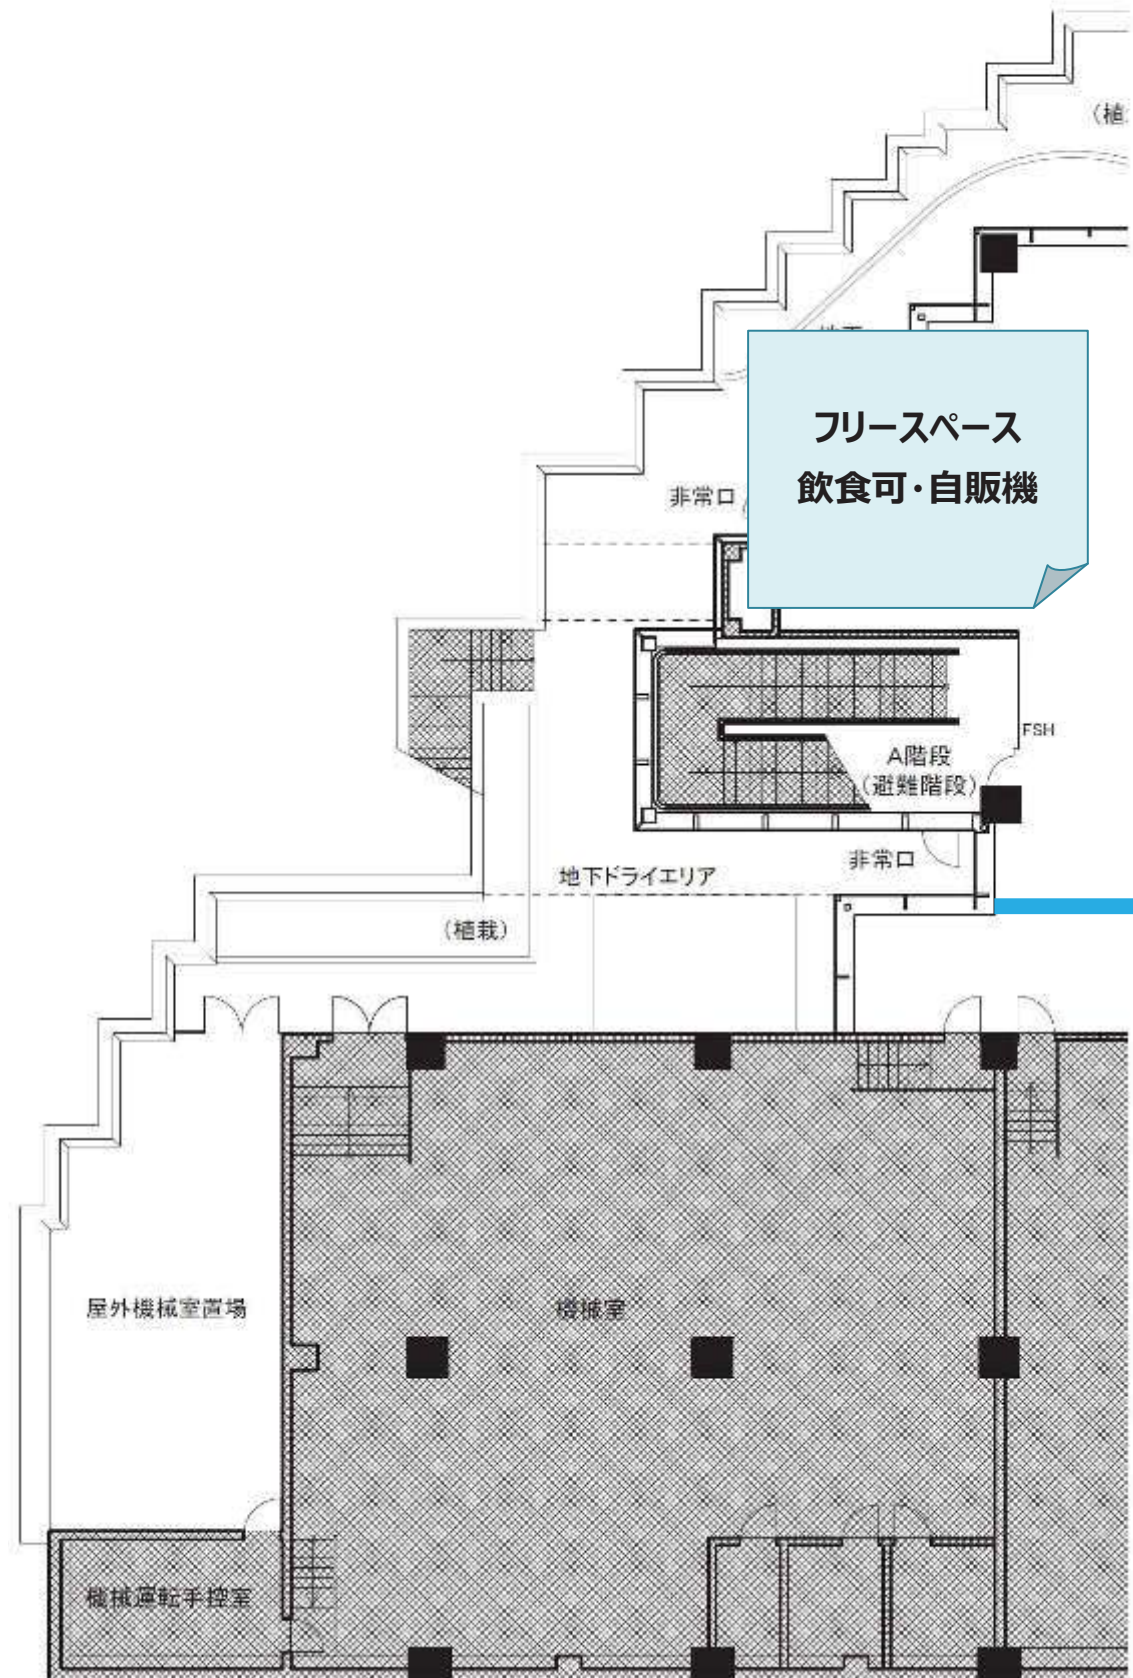 (植
フリースペース
飲食可・自販機
非常口
FSH
A階段
(避難階段)
非常口
地下ドライエリア
(植栽)
屋外機械室置場
機械室
機械運転手控室